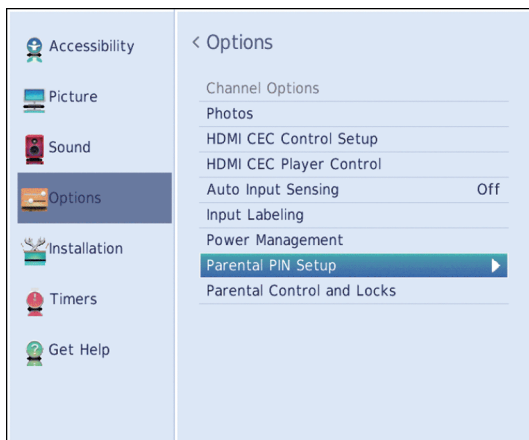 Accessibility
Picture
Sound
Options
Installation
Timers
Get Help
< Options
Channel Options
Photos
HDMI CEC Control Setup
HDMI CEC Player Control
Auto Input Sensing Off
Input Labeling
Power Management
Parental PIN Setup
Parental Control and Locks